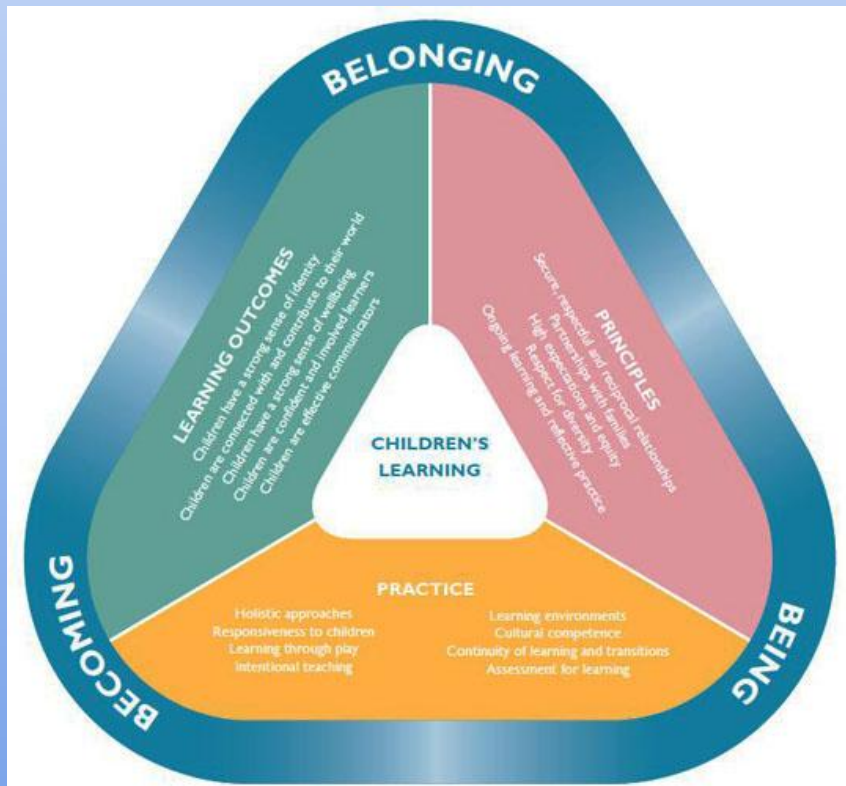 BELONGING
LEARNING OUTCOMES
Children have a strong sense of identity
Children are connected with and contribute to their world
Children have a strong sense of wellbeing
Children are confident and involved learners
Children are effective communicators
PRINCIPLES
Secure, respectful and reciprocal relationships
Partnerships with families
High expectations and equity
Respect for diversity
Ongoing learning and reflective practice
CHILDREN'S
LEARNING
PRACTICE
Holistic approaches
Responsiveness to children
Learning through play
Intentional teaching
Learning environments
Cultural competence
Continuity of learning and transitions
Assessment for learning
BECOMING
BEING